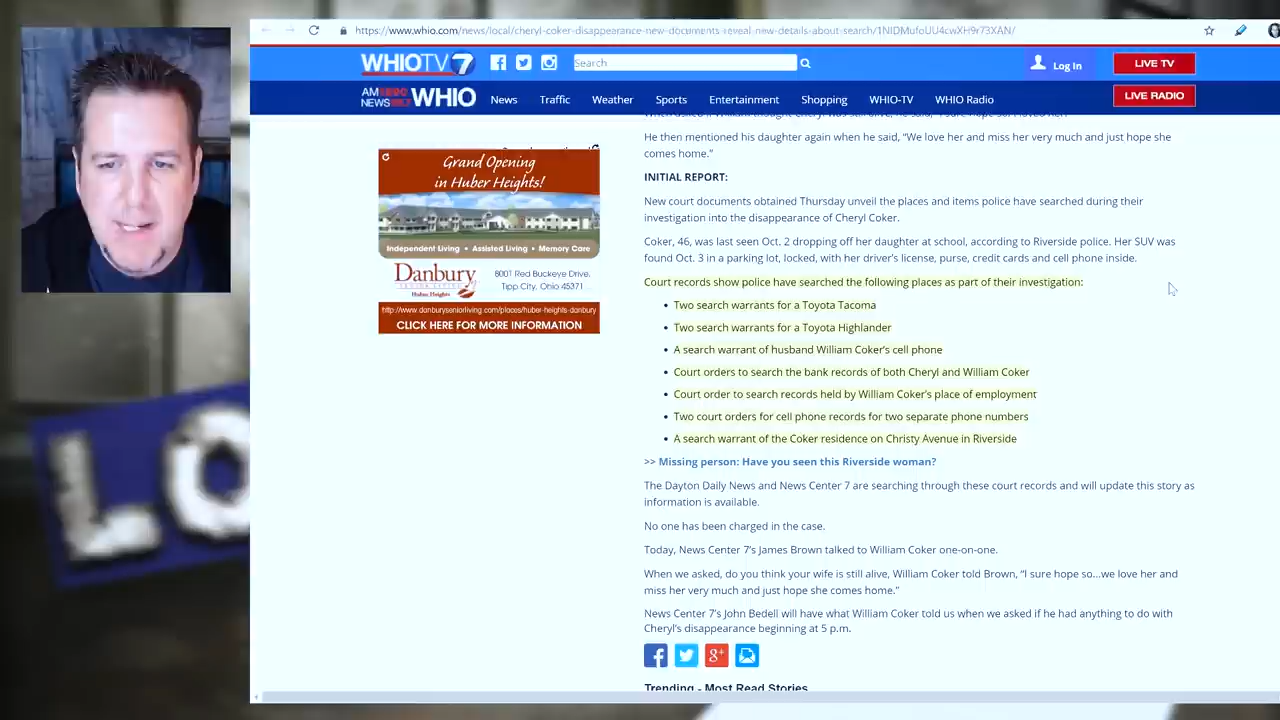 https://www.whio.com/news/local/cheryl-coker-disappearance-new-documents-reveal-new-details-about-search/1NIDMufoUU4cwXH9r73XAN/
WHIOTV 7
Search
Log In
LIVE TV
AM
NEWS
WHIO
News
Traffic
Weather
Sports
Shopping
Entertainment
WHIO-TV
WHIO Radio
LIVE RADIO
He then mentioned his daughter again when he said, “We love her and miss her very much and just hope she
comes home.”
INITIAL REPORT:
New court documents obtained Thursday unveil the places and items police have searched during their
investigation into the disappearance of Cheryl Coker.
Coker, 46, was last seen Oct. 2 dropping off her daughter at school, according to Riverside police. Her SUV was
found Oct. 3 in a parking lot, locked, with her driver’s license, purse, credit cards and cell phone inside.
Court records show police have searched the following places as part of their investigation:
• Two search warrants for a Toyota Tacoma
• Two search warrants for a Toyota Highlander
• A search warrant of husband William Coker’s cell phone
• Court orders to search the bank records of both Cheryl and William Coker
• Court order to search records held by William Coker’s place of employment
• Two court orders for cell phone records for two separate phone numbers
• A search warrant of the Coker residence on Christy Avenue in Riverside
>> Missing person: Have you seen this Riverside woman?
The Dayton Daily News and News Center 7 are searching through these court records and will update this story as
information is available.
No one has been charged in the case.
Today, News Center 7’s James Brown talked to William Coker one-on-one.
When we asked, do you think your wife is still alive, William Coker told Brown, “I sure hope so...we love her and
miss her very much and just hope she comes home.”
News Center 7’s John Bedell will have what William Coker told us when we asked if he had anything to do with
Cheryl’s disappearance beginning at 5 p.m.
Trending - Most Read Stories
Grand Opening
in Huber Heights!
Independent Living • Assisted Living • Memory Care
Danbury
Huber Heights
8001 Red Buckeye Drive,
Tipp City, Ohio 45371
http://www.danburyseniorliving.com/places/huber-heights-danbury
CLICK HERE FOR MORE INFORMATION
LO